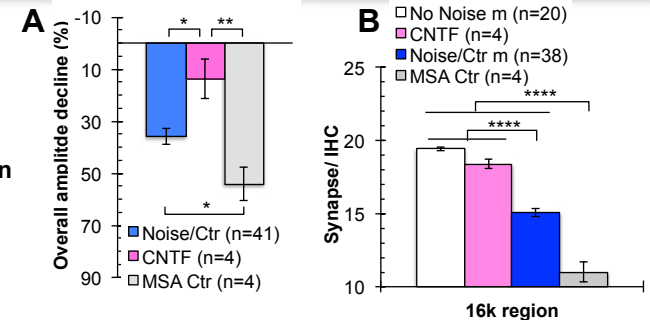 A
-10
10
30
50
70
90
Overall amplitde decline (%)
* **
*
Noise/Ctr (n=41)
CNTF (n=4)
MSA Ctr (n=4)
n
B
No Noise m (n=20)
CNTF (n=4)
Noise/Ctr m (n=38)
MSA Ctr (n=4)
25
20
15
10
Synapse/ IHC
****
****
16k region